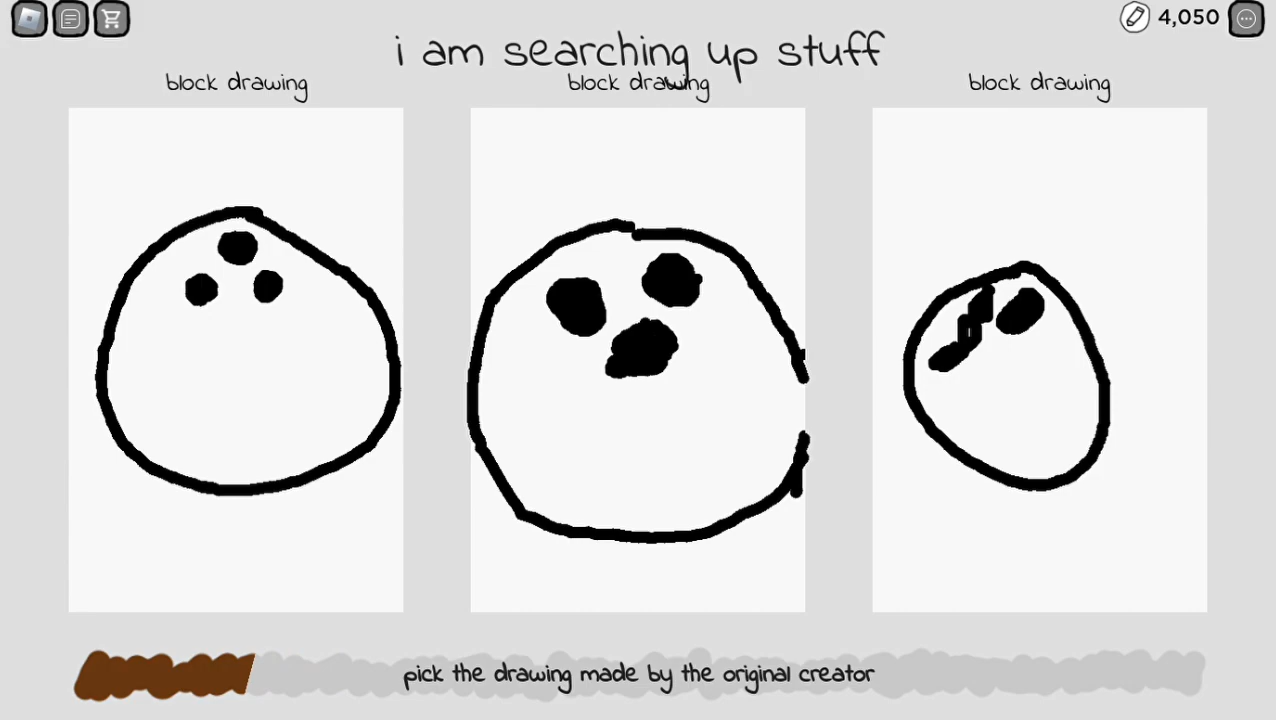 4,050
i am searching up stuff
block drawing block drawing block drawing
pick the drawing made by the original creator